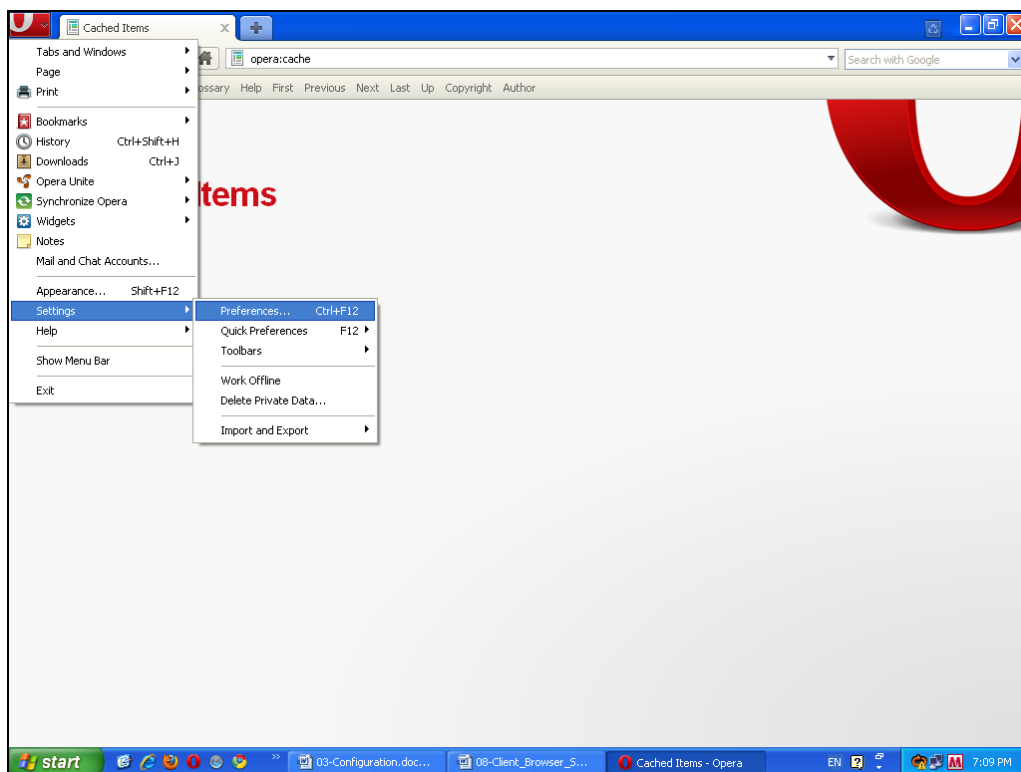 Cached Items
opera:cache
Search with Google
ossary Help First Previous Next Last Up Copyright Author
Items
Tabs and Windows
Page
Print
Bookmarks
History Ctrl+Shift+H
Downloads Ctrl+J
Opera Unite
Synchronize Opera
Widgets
Notes
Mail and Chat Accounts...
Appearance... Shift+F12
Settings
Help
Show Menu Bar
Exit
Preferences... Ctrl+F12
Quick Preferences F12
Toolbars
Work Offline
Delete Private Data...
Import and Export
start 03-Configuration.doc... 08-Client_Browser_S... Cached Items - Opera EN 7:09 PM